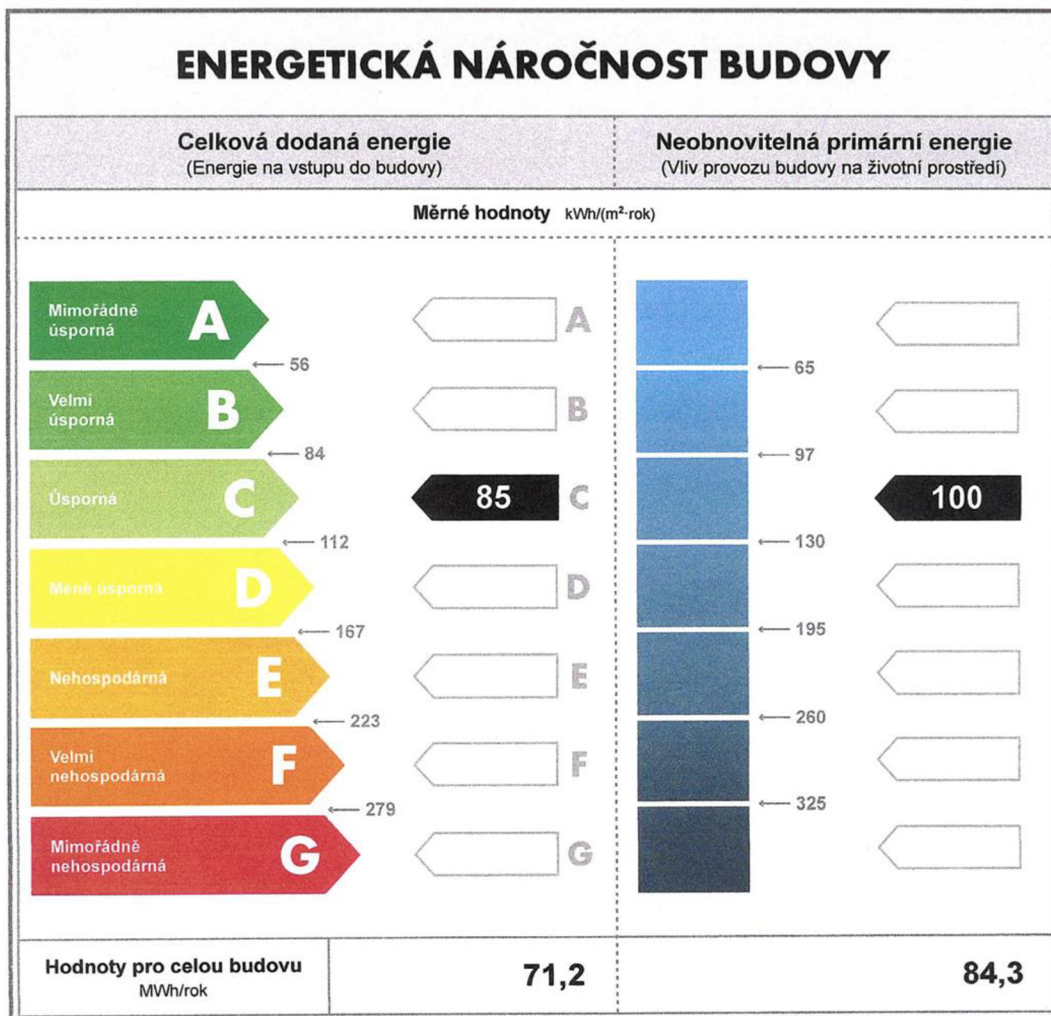 ENERGETICKÁ NÁROČNOST BUDOVY
Celková dodaná energie
(Energie na vstupu do budovy)
Neobnovitelná primární energie
(Vliv provozu budovy na životní prostředí)
Měrné hodnoty kWh/(m²·rok)
Mimořádně
úsporná
A
A
56
65
Velmi
úsporná
B
B
84
97
Úsporná
C
85
C
100
112
130
Méně úsporná
D
D
167
195
Nehospodárná
E
E
223
260
Velmi
nehospodárná
F
F
279
325
Mimořádně
nehospodárná
G
G
Hodnoty pro celou budovu
MWh/rok
71,2
84,3